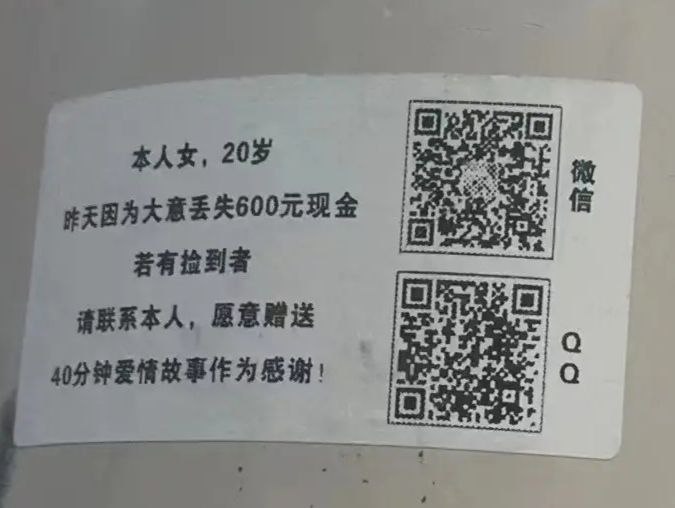 本人女，20岁
昨天因为大意丢失600元现金
若有捡到者
请联系本人，愿意赠送
40分钟爱情故事作为感谢！
微信
QQ